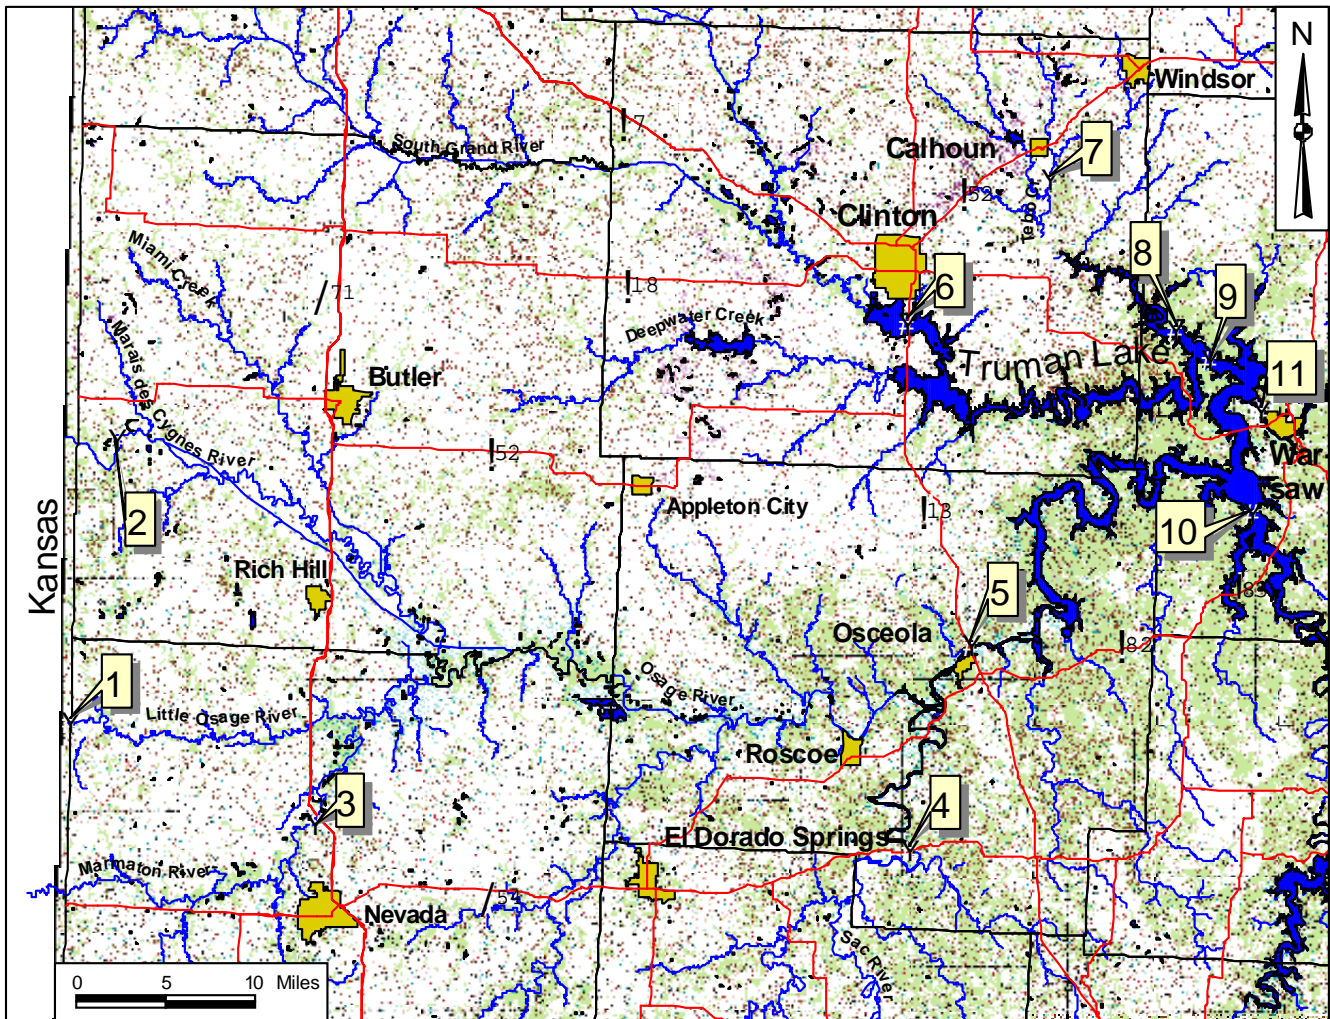 N
Windsor
7
South Grand River
Calhoun
7
52
Tebo C
Clinton
8
Miami Creek
9
6
71
18
Deepwater Creek
Truman Lake
11
Marais des Cygnes River
Butler
52
War
saw
Appleton City
13
2
10
Kansas
Rich Hill
5
83
Osceola
82
1
Osage River
Little Osage River
Roscoe
3
4
El Dorado Springs
Marmaton River
54
Nevada
Sac River
0 5 10 Miles